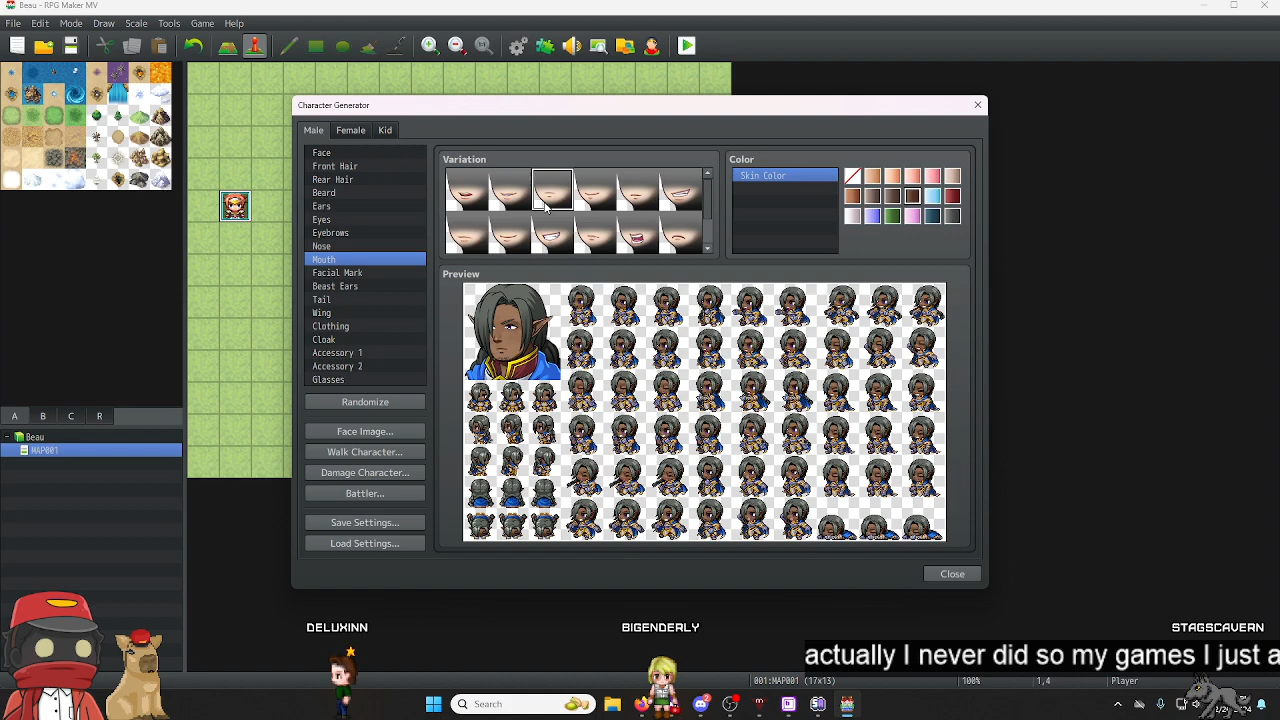 Beau - RPG Maker MV
File Edit Mode Draw Scale Tools Game Help
Character Generator
Male Female Kid
Face
Front Hair
Rear Hair
Beard
Ears
Eyes
Eyebrows
Nose
Mouth
Facial Mark
Beast Ears
Tail
Wing
Clothing
Cloak
Accessory 1
Accessory 2
Glasses
Randomize
Face Image...
Walk Character...
Damage Character...
Battler...
Save Settings...
Load Settings...
Variation
Color
Skin Color
Preview
Close
A B C R
Beau
MAP001
DELUXINN
BIGENDERLY
STAGSCAVERN
actually I never did so my games I just a
001:MAP001 (17x13) 100% 1,4 Player
Search